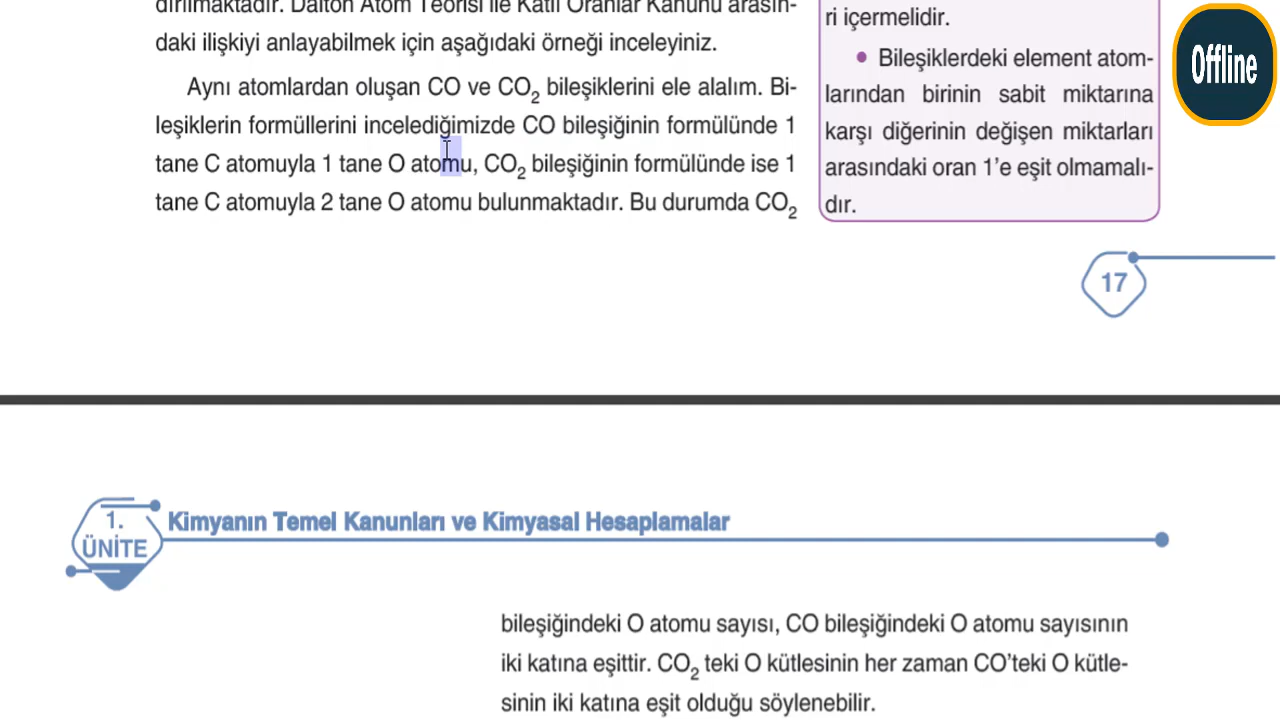 dırılmaktadır. Dalton Atom Teorisi ile Katlı Oranlar Kanunu arasın-
daki ilişkiyi anlayabilmek için aşağıdaki örneği inceleyiniz.
Aynı atomlardan oluşan CO ve CO₂ bileşiklerini ele alalım. Bi-
leşiklerin formüllerini incelediğimizde CO bileşiğinin formülünde 1
tane C atomuyla 1 tane O atomu, CO₂ bileşiğinin formülünde ise 1
tane C atomuyla 2 tane O atomu bulunmaktadır. Bu durumda CO₂
ri içermelidir.
• Bileşiklerdeki element atom-
larından birinin sabit miktarına
karşı diğerinin değişen miktarları
arasındaki oran 1’e eşit olmamalı-
dır.
Offline
17
1.
ÜNİTE
Kimyanın Temel Kanunları ve Kimyasal Hesaplamalar
bileşiğindeki O atomu sayısı, CO bileşiğindeki O atomu sayısının
iki katına eşittir. CO₂ teki O kütlesinin her zaman CO’teki O kütle-
sinin iki katına eşit olduğu söylenebilir.